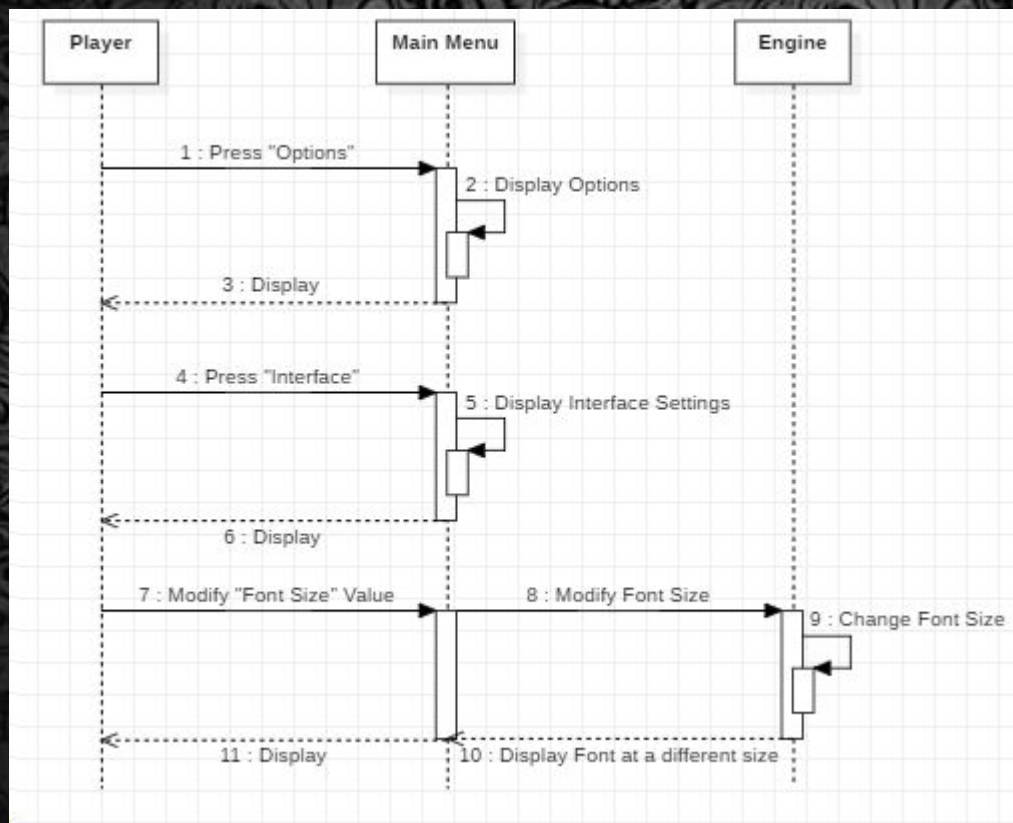 Player
Main Menu
Engine
1 : Press "Options"
2 : Display Options
3 : Display
4 : Press "Interface"
5 : Display Interface Settings
6 : Display
7 : Modify "Font Size" Value
8 : Modify Font Size
9 : Change Font Size
10 : Display Font at a different size
11 : Display